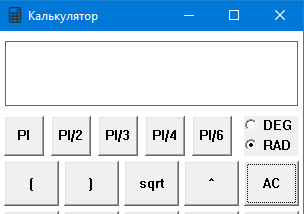 Калькулятор
PI PI/2 PI/3 PI/4 PI/6 DEG
RAD
( ) sqrt ^ AC